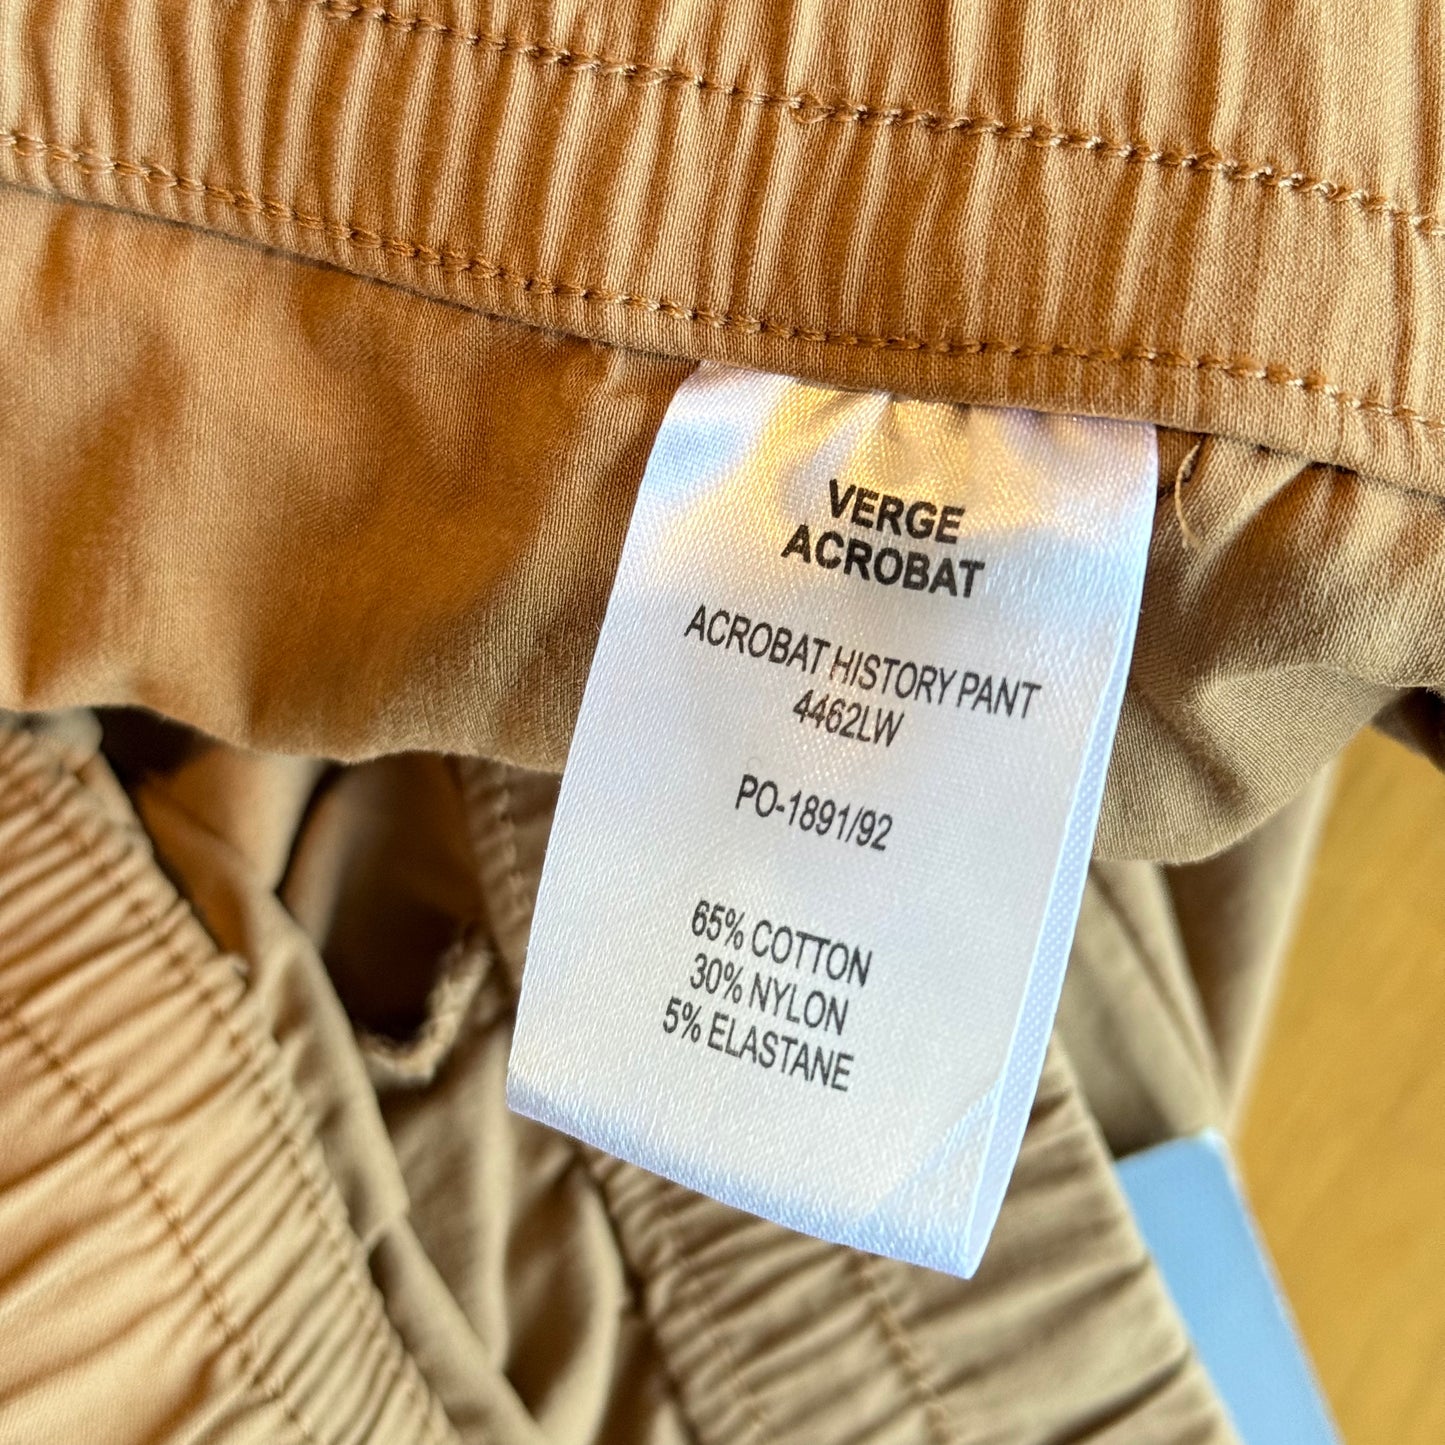 VERGE
ACROBAT
ACROBAT HISTORY PANT
4462LW
PO-1891/92
65% COTTON
30% NYLON
5% ELASTANE